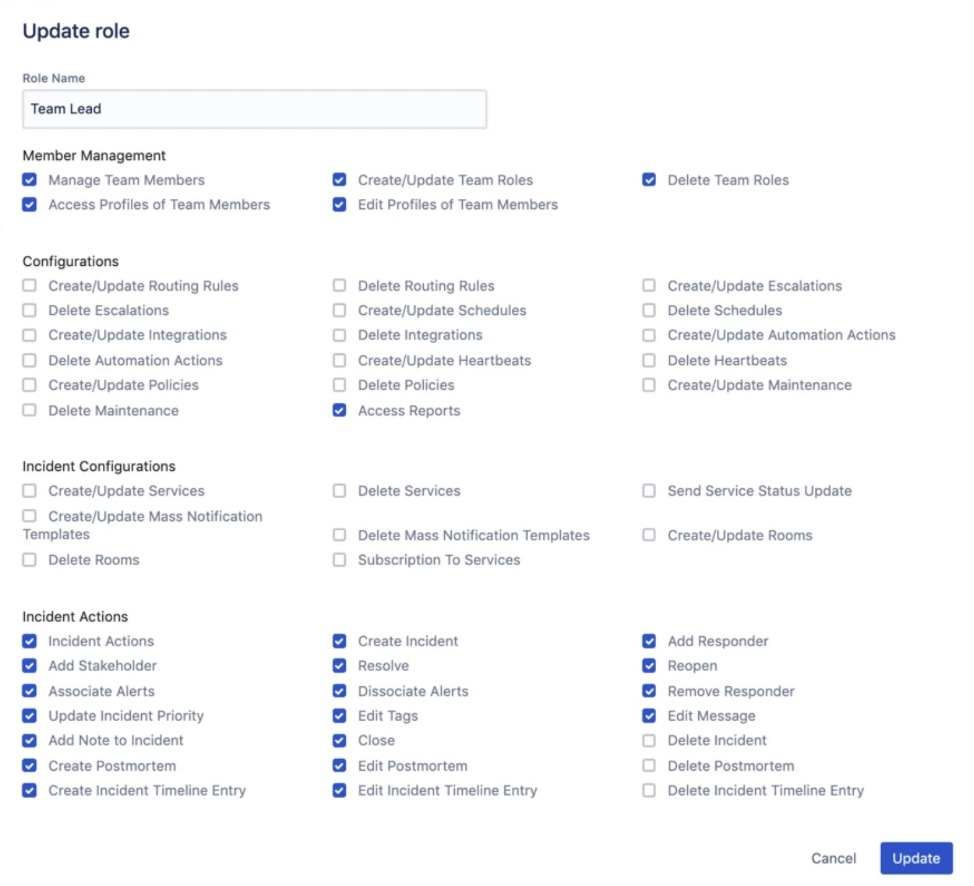 Update role
Role Name
Team Lead
Member Management
Manage Team Members
Create/Update Team Roles
Delete Team Roles
Access Profiles of Team Members
Edit Profiles of Team Members
Configurations
Create/Update Routing Rules
Delete Routing Rules
Create/Update Escalations
Delete Escalations
Create/Update Schedules
Delete Schedules
Create/Update Integrations
Delete Integrations
Create/Update Automation Actions
Delete Automation Actions
Create/Update Heartbeats
Delete Heartbeats
Create/Update Policies
Delete Policies
Create/Update Maintenance
Delete Maintenance
Access Reports
Incident Configurations
Create/Update Services
Delete Services
Send Service Status Update
Create/Update Mass Notification
Templates
Delete Mass Notification Templates
Create/Update Rooms
Delete Rooms
Subscription To Services
Incident Actions
Incident Actions
Create Incident
Add Responder
Add Stakeholder
Resolve
Reopen
Associate Alerts
Dissociate Alerts
Remove Responder
Update Incident Priority
Edit Tags
Edit Message
Add Note to Incident
Close
Delete Incident
Create Postmortem
Edit Postmortem
Delete Postmortem
Create Incident Timeline Entry
Edit Incident Timeline Entry
Delete Incident Timeline Entry
Cancel
Update